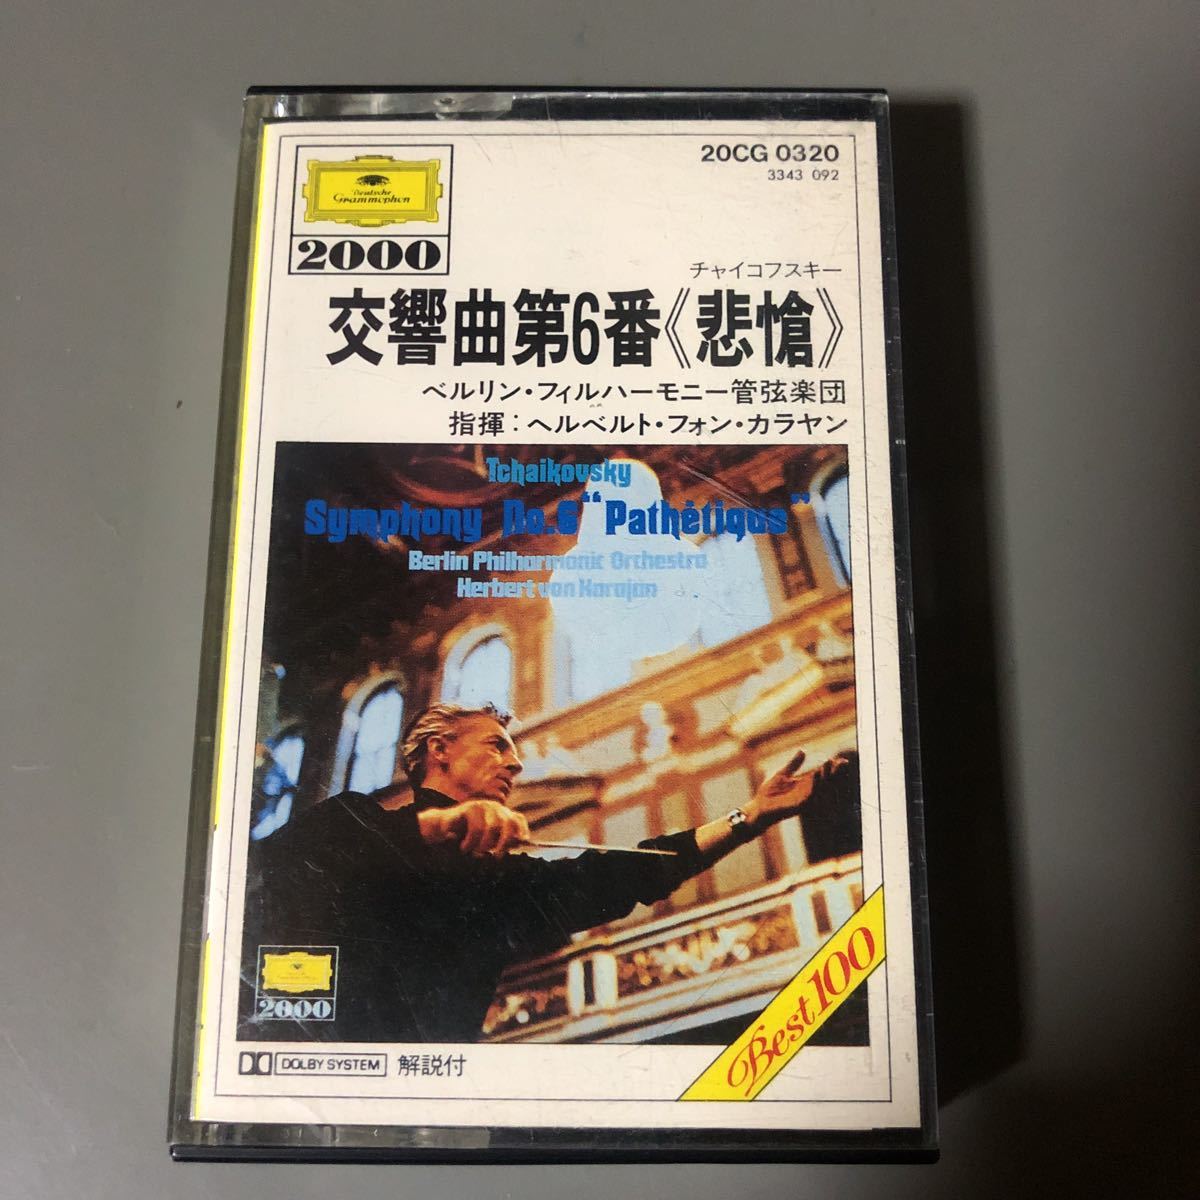 Deutsche
Grammophon
2000
20CG 0320
3343 092
チャイコフスキー
交響曲第6番《悲愴》
ベルリン・フィルハーモニー管弦楽団
指揮:ヘルベルト・フォン・カラヤン
Tchaikovsky
Symphony No.6 "Pathétique"
Berlin Philharmonic Orchestra
Herbert von Karajan
2000
Best100
DOLBY SYSTEM 解説付